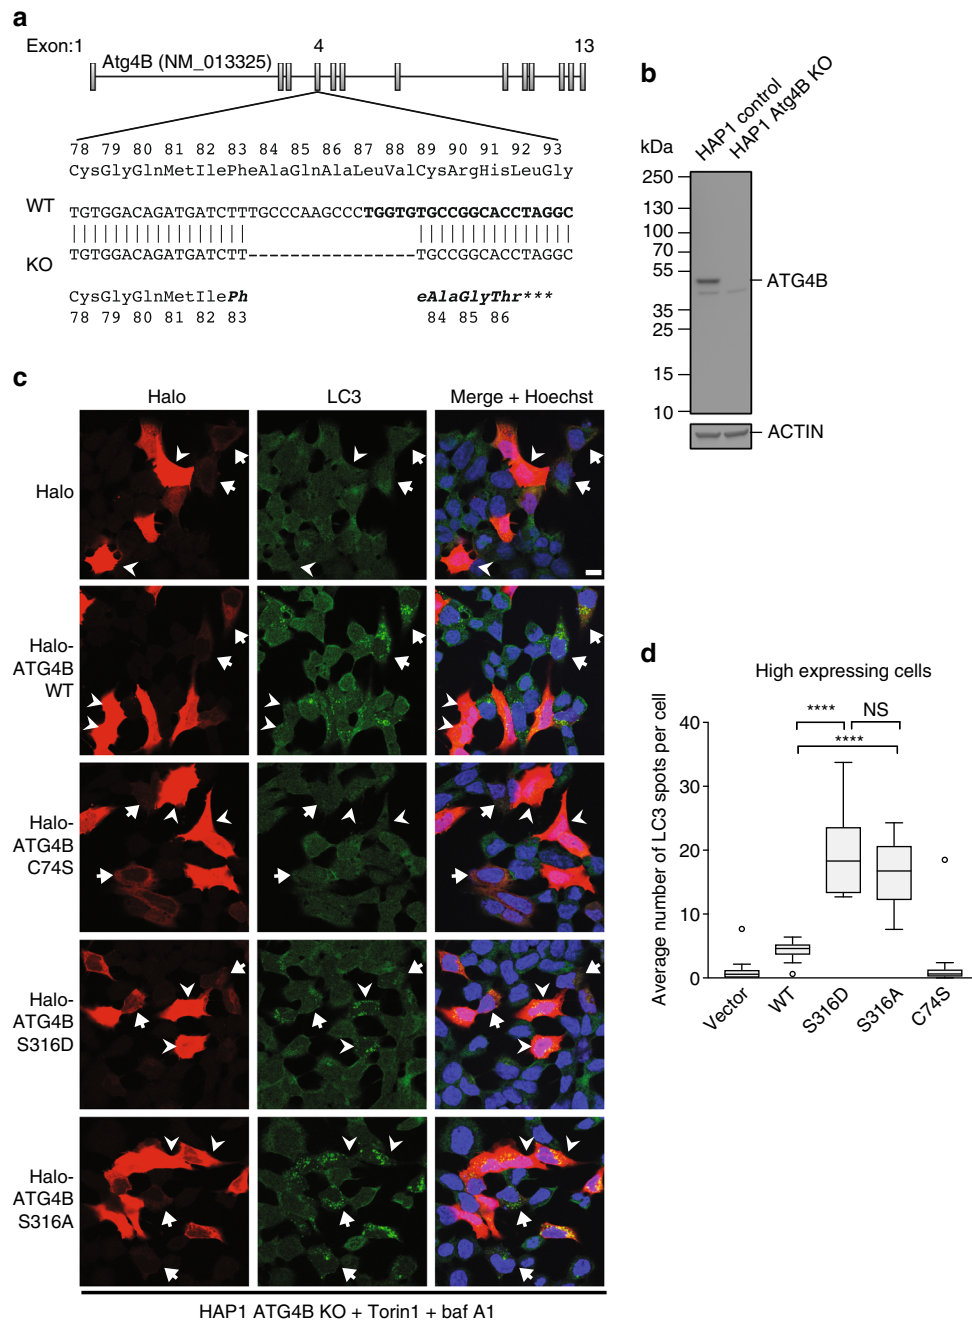 a
Exon:1 4 13
Atg4B (NM_013325)
78 79 80 81 82 83 84 85 86 87 88 89 90 91 92 93
CysGlyGlnMetIlePheAlaGlnAlaLeuValCysArgHisLeuGly
WT TGTGGACAGATGATCTTTGCCCAAGCCCTGGTGTGCCGGCACCTAGGC
KO TGTGGACAGATGATCTT----------------TGCCGGCACCTAGGC
CysGlyGlnMetIlePh eAlaGlyThr***
78 79 80 81 82 83 84 85 86
b
HAP1 control
HAP1 Atg4B KO
kDa
250
130
100
70
55
ATG4B
35
25
15
10
ACTIN
c
Halo LC3 Merge + Hoechst
Halo
Halo-
ATG4B
WT
Halo-
ATG4B
C74S
Halo-
ATG4B
S316D
Halo-
ATG4B
S316A
HAP1 ATG4B KO + Torin1 + baf A1
d
High expressing cells
Average number of LC3 spots per cell
**** NS
****
40
30
20
10
0
Vector
WT
S316D
S316A
C74S